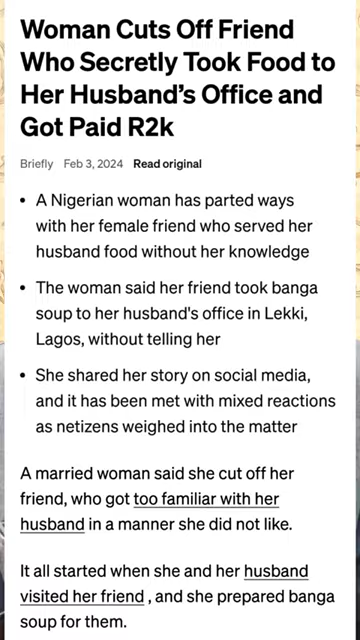 Woman Cuts Off Friend
Who Secretly Took Food to
Her Husband’s Office and
Got Paid R2k
Briefly Feb 3, 2024 Read original
• A Nigerian woman has parted ways
with her female friend who served her
husband food without her knowledge
• The woman said her friend took banga
soup to her husband's office in Lekki,
Lagos, without telling her
• She shared her story on social media,
and it has been met with mixed reactions
as netizens weighed into the matter
A married woman said she cut off her
friend, who got too familiar with her
husband in a manner she did not like.
It all started when she and her husband
visited her friend , and she prepared banga
soup for them.